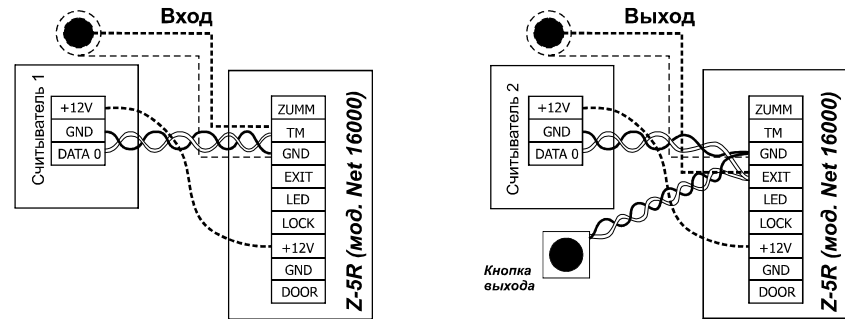 Вход
Считыватель 1
+12V
GND
DATA 0
ZUMM
TM
GND
EXIT
LED
LOCK
+12V
GND
DOOR
Z-5R (мод. Net 16000)
Выход
Считыватель 2
+12V
GND
DATA 0
Кнопка
выхода
ZUMM
TM
GND
EXIT
LED
LOCK
+12V
GND
DOOR
Z-5R (мод. Net 16000)